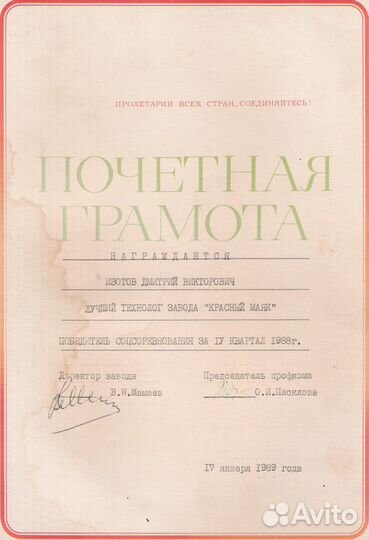 ПРОЛЕТАРИИ ВСЕХ СТРАН, СОЕДИНЯЙТЕСЬ!
ПОЧЕТНАЯ
ГРАМОТА
НАГРАЖДАЕТСЯ
ИЗОТОВ ДМИТРИЙ ВИКТОРОВИЧ
ЛУЧШИЙ ТЕХНОЛОГ ЗАВОДА "КРАСНЫЙ МАЯК"
ПОБЕДИТЕЛЬ СОЦСОРЕВНОВАНИЯ ЗА IУ КВАРТАЛ 1988г.
Директор завода Председатель профкома
В.И.Мамаев О.И.Писклова
17 января 1989 года
Avito